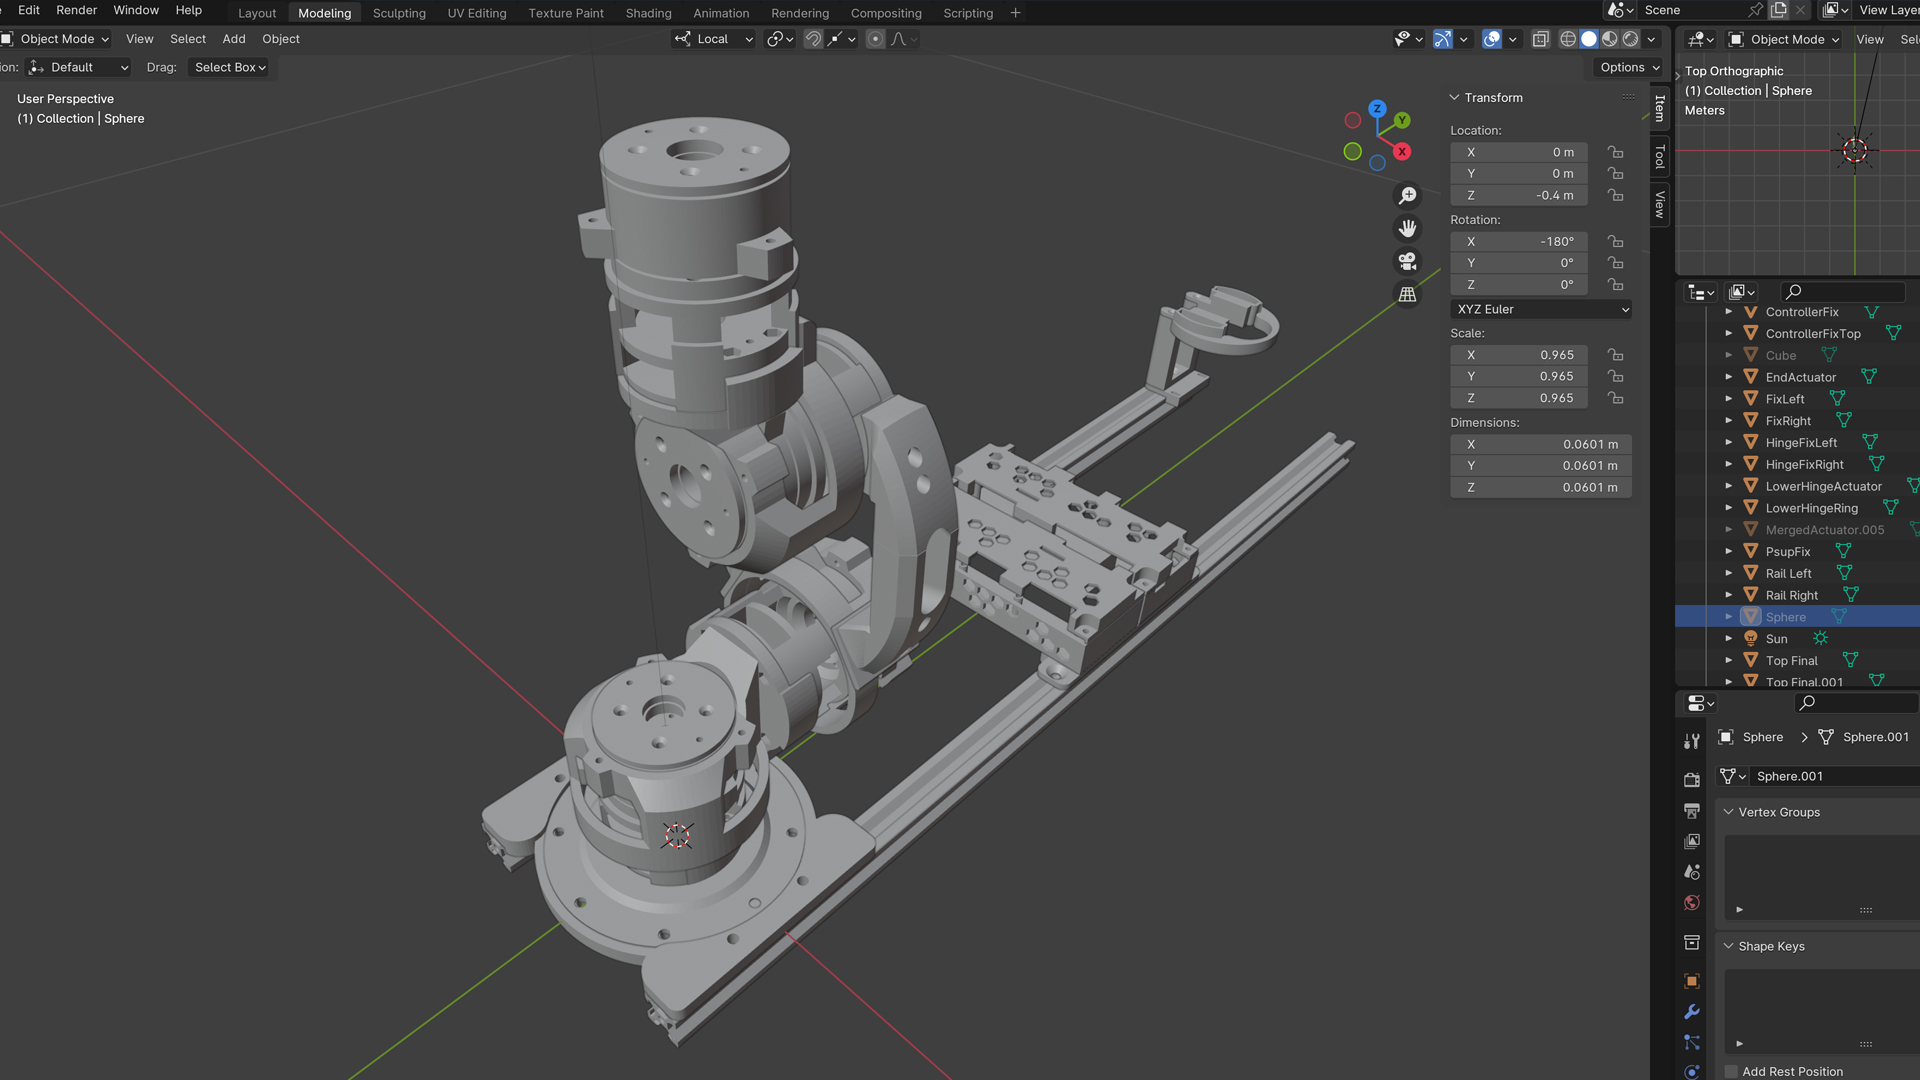 Edit Render Window Help Layout Modeling Sculpting UV Editing Texture Paint Shading Animation Rendering Compositing Scripting + Scene View Layer
Object Mode View Select Add Object Local Object Mode View Sel
ion: Default Drag: Select Box Options
User Perspective
(1) Collection | Sphere
Z
Y
X
Transform
Location:
X 0 m
Y 0 m
Z -0.4 m
Rotation:
X -180°
Y 0°
Z 0°
XYZ Euler
Scale:
X 0.965
Y 0.965
Z 0.965
Dimensions:
X 0.0601 m
Y 0.0601 m
Z 0.0601 m
Item
Tool
View
Top Orthographic
(1) Collection | Sphere
Meters
ControllerFix
ControllerFixTop
Cube
EndActuator
FixLeft
FixRight
HingeFixLeft
HingeFixRight
LowerHingeActuator
LowerHingeRing
MergedActuator.005
PsupFix
Rail Left
Rail Right
Sphere
Sun
Top Final
Top Final.001
Sphere > Sphere.001
Sphere.001
Vertex Groups
Shape Keys
Add Rest Position